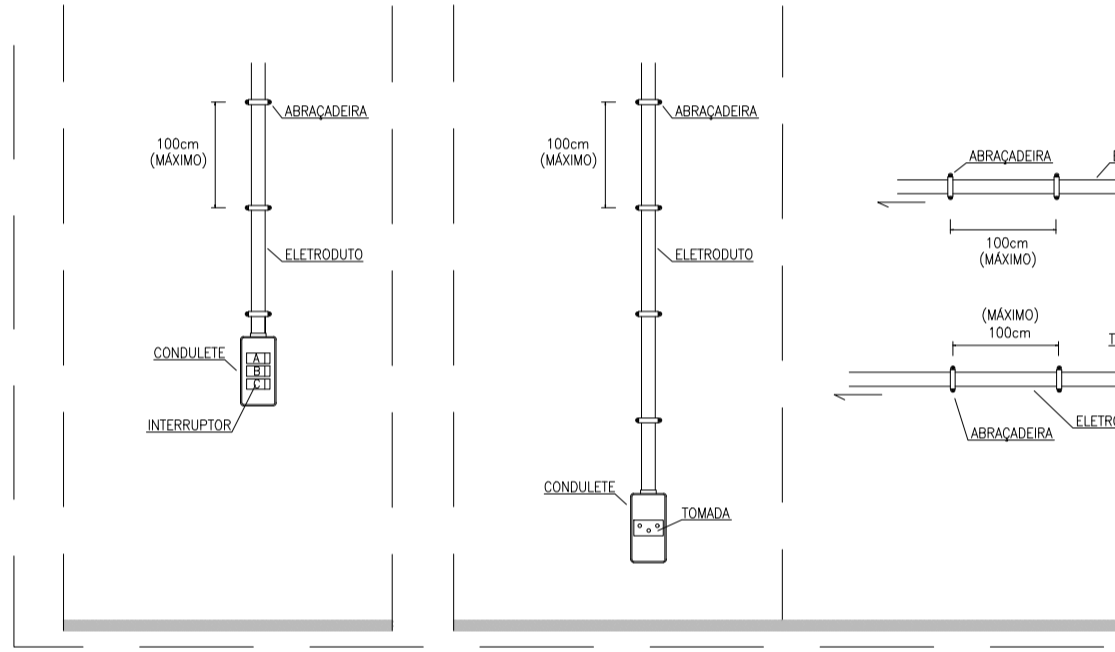 ABRAÇADEIRA
100cm
(MÁXIMO)
ELETRODUTO
CONDULETE
A
B
C
INTERRUPTOR
ABRAÇADEIRA
100cm
(MÁXIMO)
ELETRODUTO
CONDULETE
TOMADA
ABRAÇADEIRA
100cm
(MÁXIMO)
(MÁXIMO)
100cm
ABRAÇADEIRA